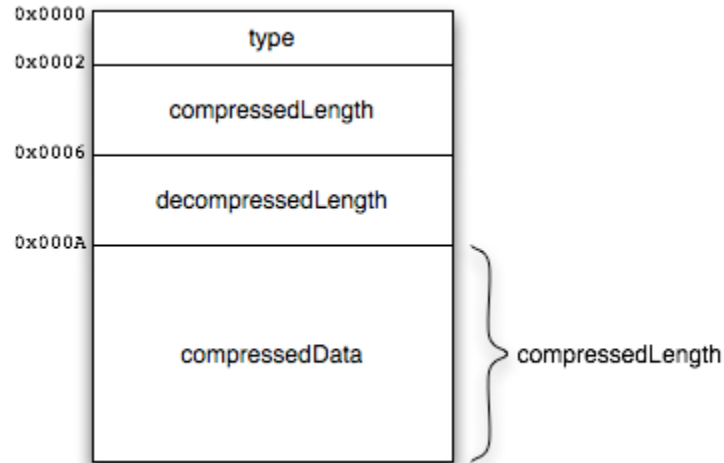 0x0000
type
0x0002
compressedLength
0x0006
decompressedLength
0x000A
compressedData
compressedLength